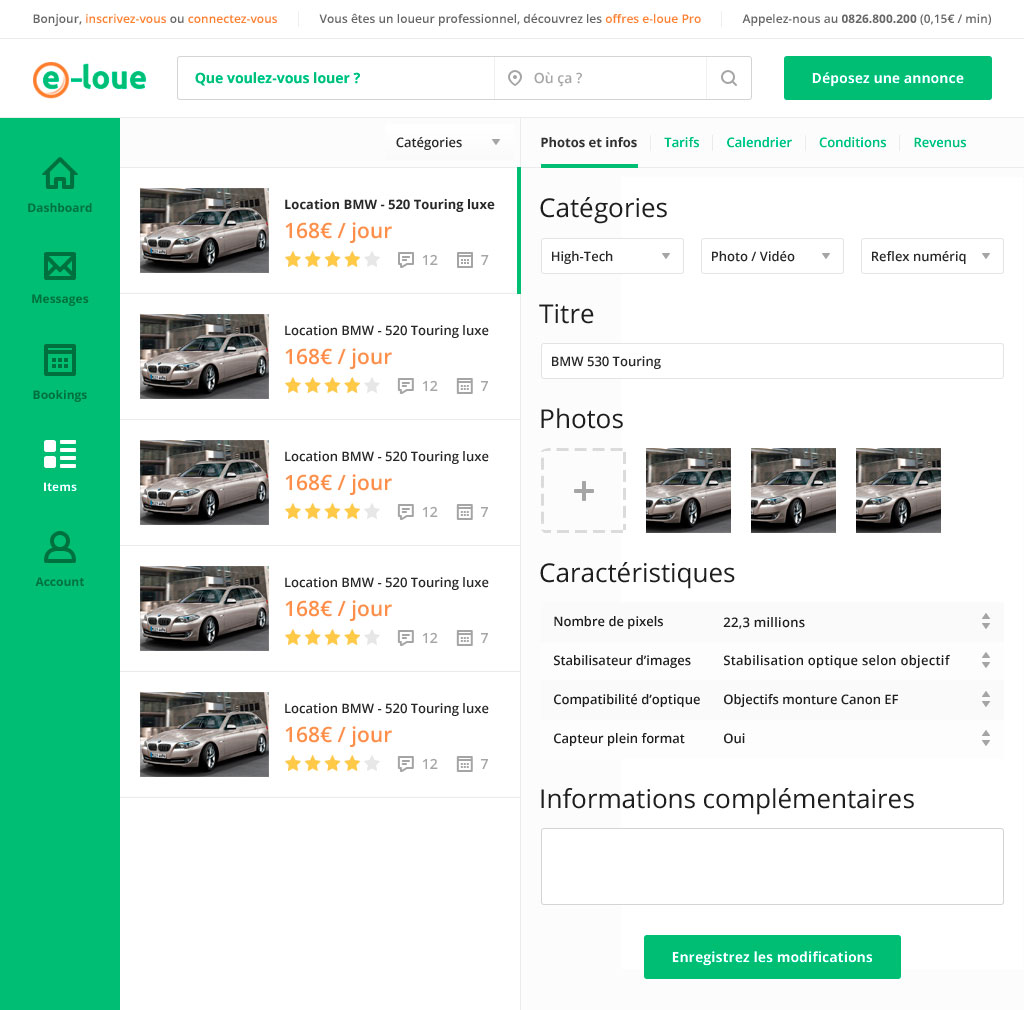 Bonjour, inscrivez-vous ou connectez-vous
Vous êtes un loueur professionnel, découvrez les offres e-loue Pro
Appelez-nous au 0826.800.200 (0,15€ / min)
e-loue
Que voulez-vous louer ?
Où ça ?
Déposez une annonce
Dashboard
Messages
Bookings
Items
Account
Catégories
Location BMW - 520 Touring luxe
168€ / jour
12 7
Location BMW - 520 Touring luxe
168€ / jour
12 7
Location BMW - 520 Touring luxe
168€ / jour
12 7
Location BMW - 520 Touring luxe
168€ / jour
12 7
Location BMW - 520 Touring luxe
168€ / jour
12 7
Photos et infos Tarifs Calendrier Conditions Revenus
Catégories
High-Tech Photo / Vidéo Reflex numériq
Titre
BMW 530 Touring
Photos
Caractéristiques
Nombre de pixels 22,3 millions
Stabilisateur d’images Stabilisation optique selon objectif
Compatibilité d’optique Objectifs monture Canon EF
Capteur plein format Oui
Informations complémentaires
Enregistrez les modifications